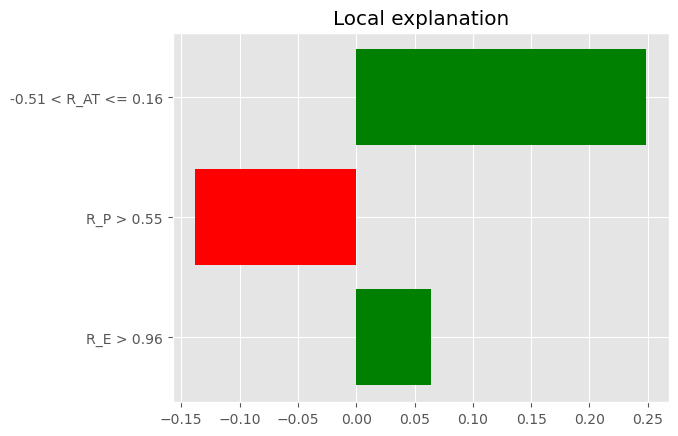 Local explanation
-0.51 < R_AT <= 0.16
R_P > 0.55
R_E > 0.96
−0.15 −0.10 −0.05 0.00 0.05 0.10 0.15 0.20 0.25